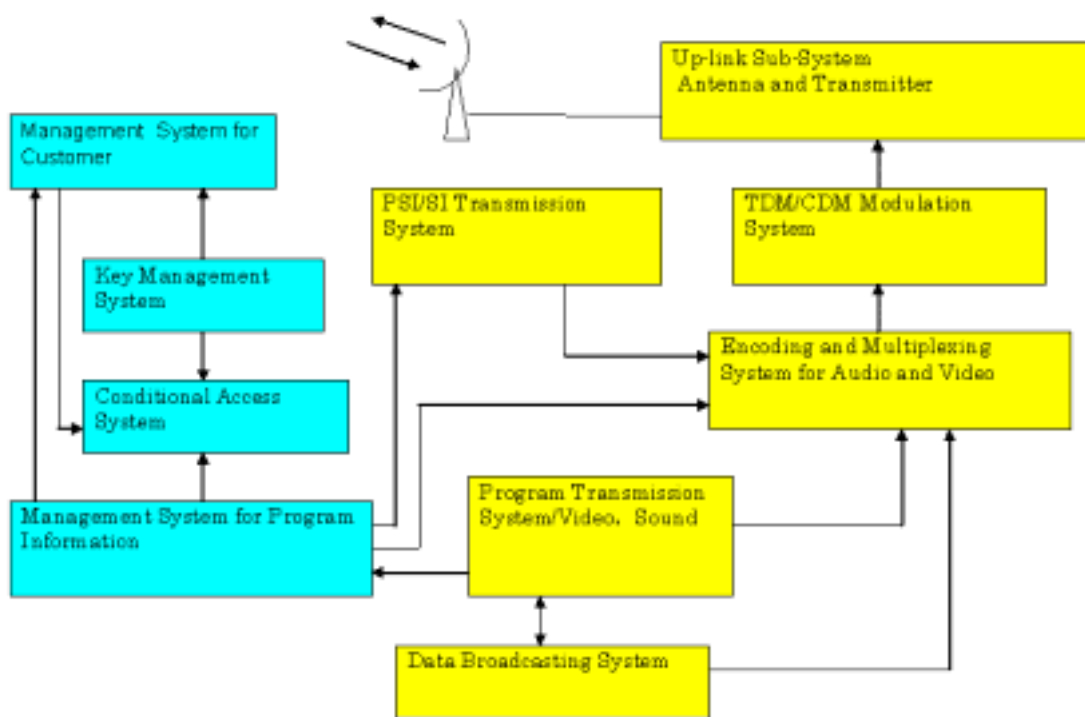 Up-link Sub-System
Antenna and Transmitter
Management System for
Customer
PSI/SI Transmission
System
TDM/CDM Modulation
System
Key Management
System
Encoding and Multiplexing
System for Audio and Video
Conditional Access
System
Program Transmission
System/Video, Sound
Management System for Program
Information
Data Broadcasting System